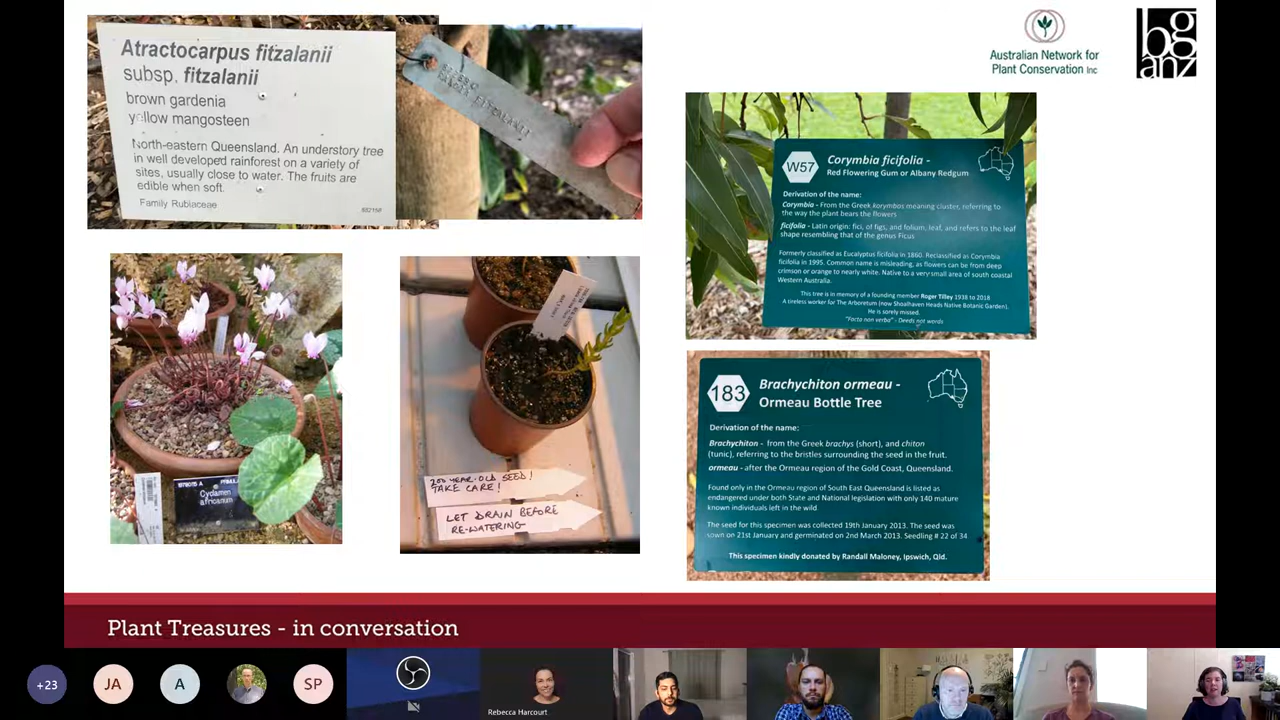 Atractocarpus fitzalanii
subsp. fitzalanii
brown gardenia
yellow mangosteen
North-eastern Queensland. An understory tree
in well developed rainforest on a variety of
sites, usually close to water. The fruits are
edible when soft.
Family Rubiaceae
FITZALANII
Australian Network for
Plant Conservation Inc
bg
anz
W57
Corymbia ficifolia -
Red Flowering Gum or Albany Redgum
Derivation of the name:
Corymbia - From the Greek korymbos meaning cluster, referring to
the way the plant bears the flowers
ficifolia - Latin origin: fici, of figs, and folium, leaf, and refers to the leaf
shape resembling that of the genus Ficus
Formerly classified as Eucalyptus ficifolia in 1860. Reclassified as Corymbia
ficifolia in 1995. Common name is misleading, as flowers can be from deep
crimson or orange to nearly white. Native to a very small area of south coastal
Western Australia.
This tree is in memory of a founding member Roger Tilley 1938 to 2018
A tireless worker for The Arboretum (now Shoalhaven Heads Native Botanic Garden).
He is sorely missed.
"Facta non verba" - Deeds not words
Cyclamen
africanum
200 YEAR-OLD SEED!
TAKE CARE!
LET DRAIN BEFORE
RE-WATERING
183
Brachychiton ormeau -
Ormeau Bottle Tree
Derivation of the name:
Brachychiton - from the Greek brachys (short), and chiton
(tunic), referring to the bristles surrounding the seed in the fruit.
ormeau - after the Ormeau region of the Gold Coast, Queensland.
Found only in the Ormeau region of South East Queensland is listed as
endangered under both State and National legislation with only 140 mature
known individuals left in the wild
The seed for this specimen was collected 19th January 2013. The seed was
sown on 21st January and germinated on 2nd March 2013. Seedling # 22 of 34
This specimen kindly donated by Randall Maloney, Ipswich, Qld.
Plant Treasures - in conversation
+23
JA
A
SP
Rebecca Harcourt